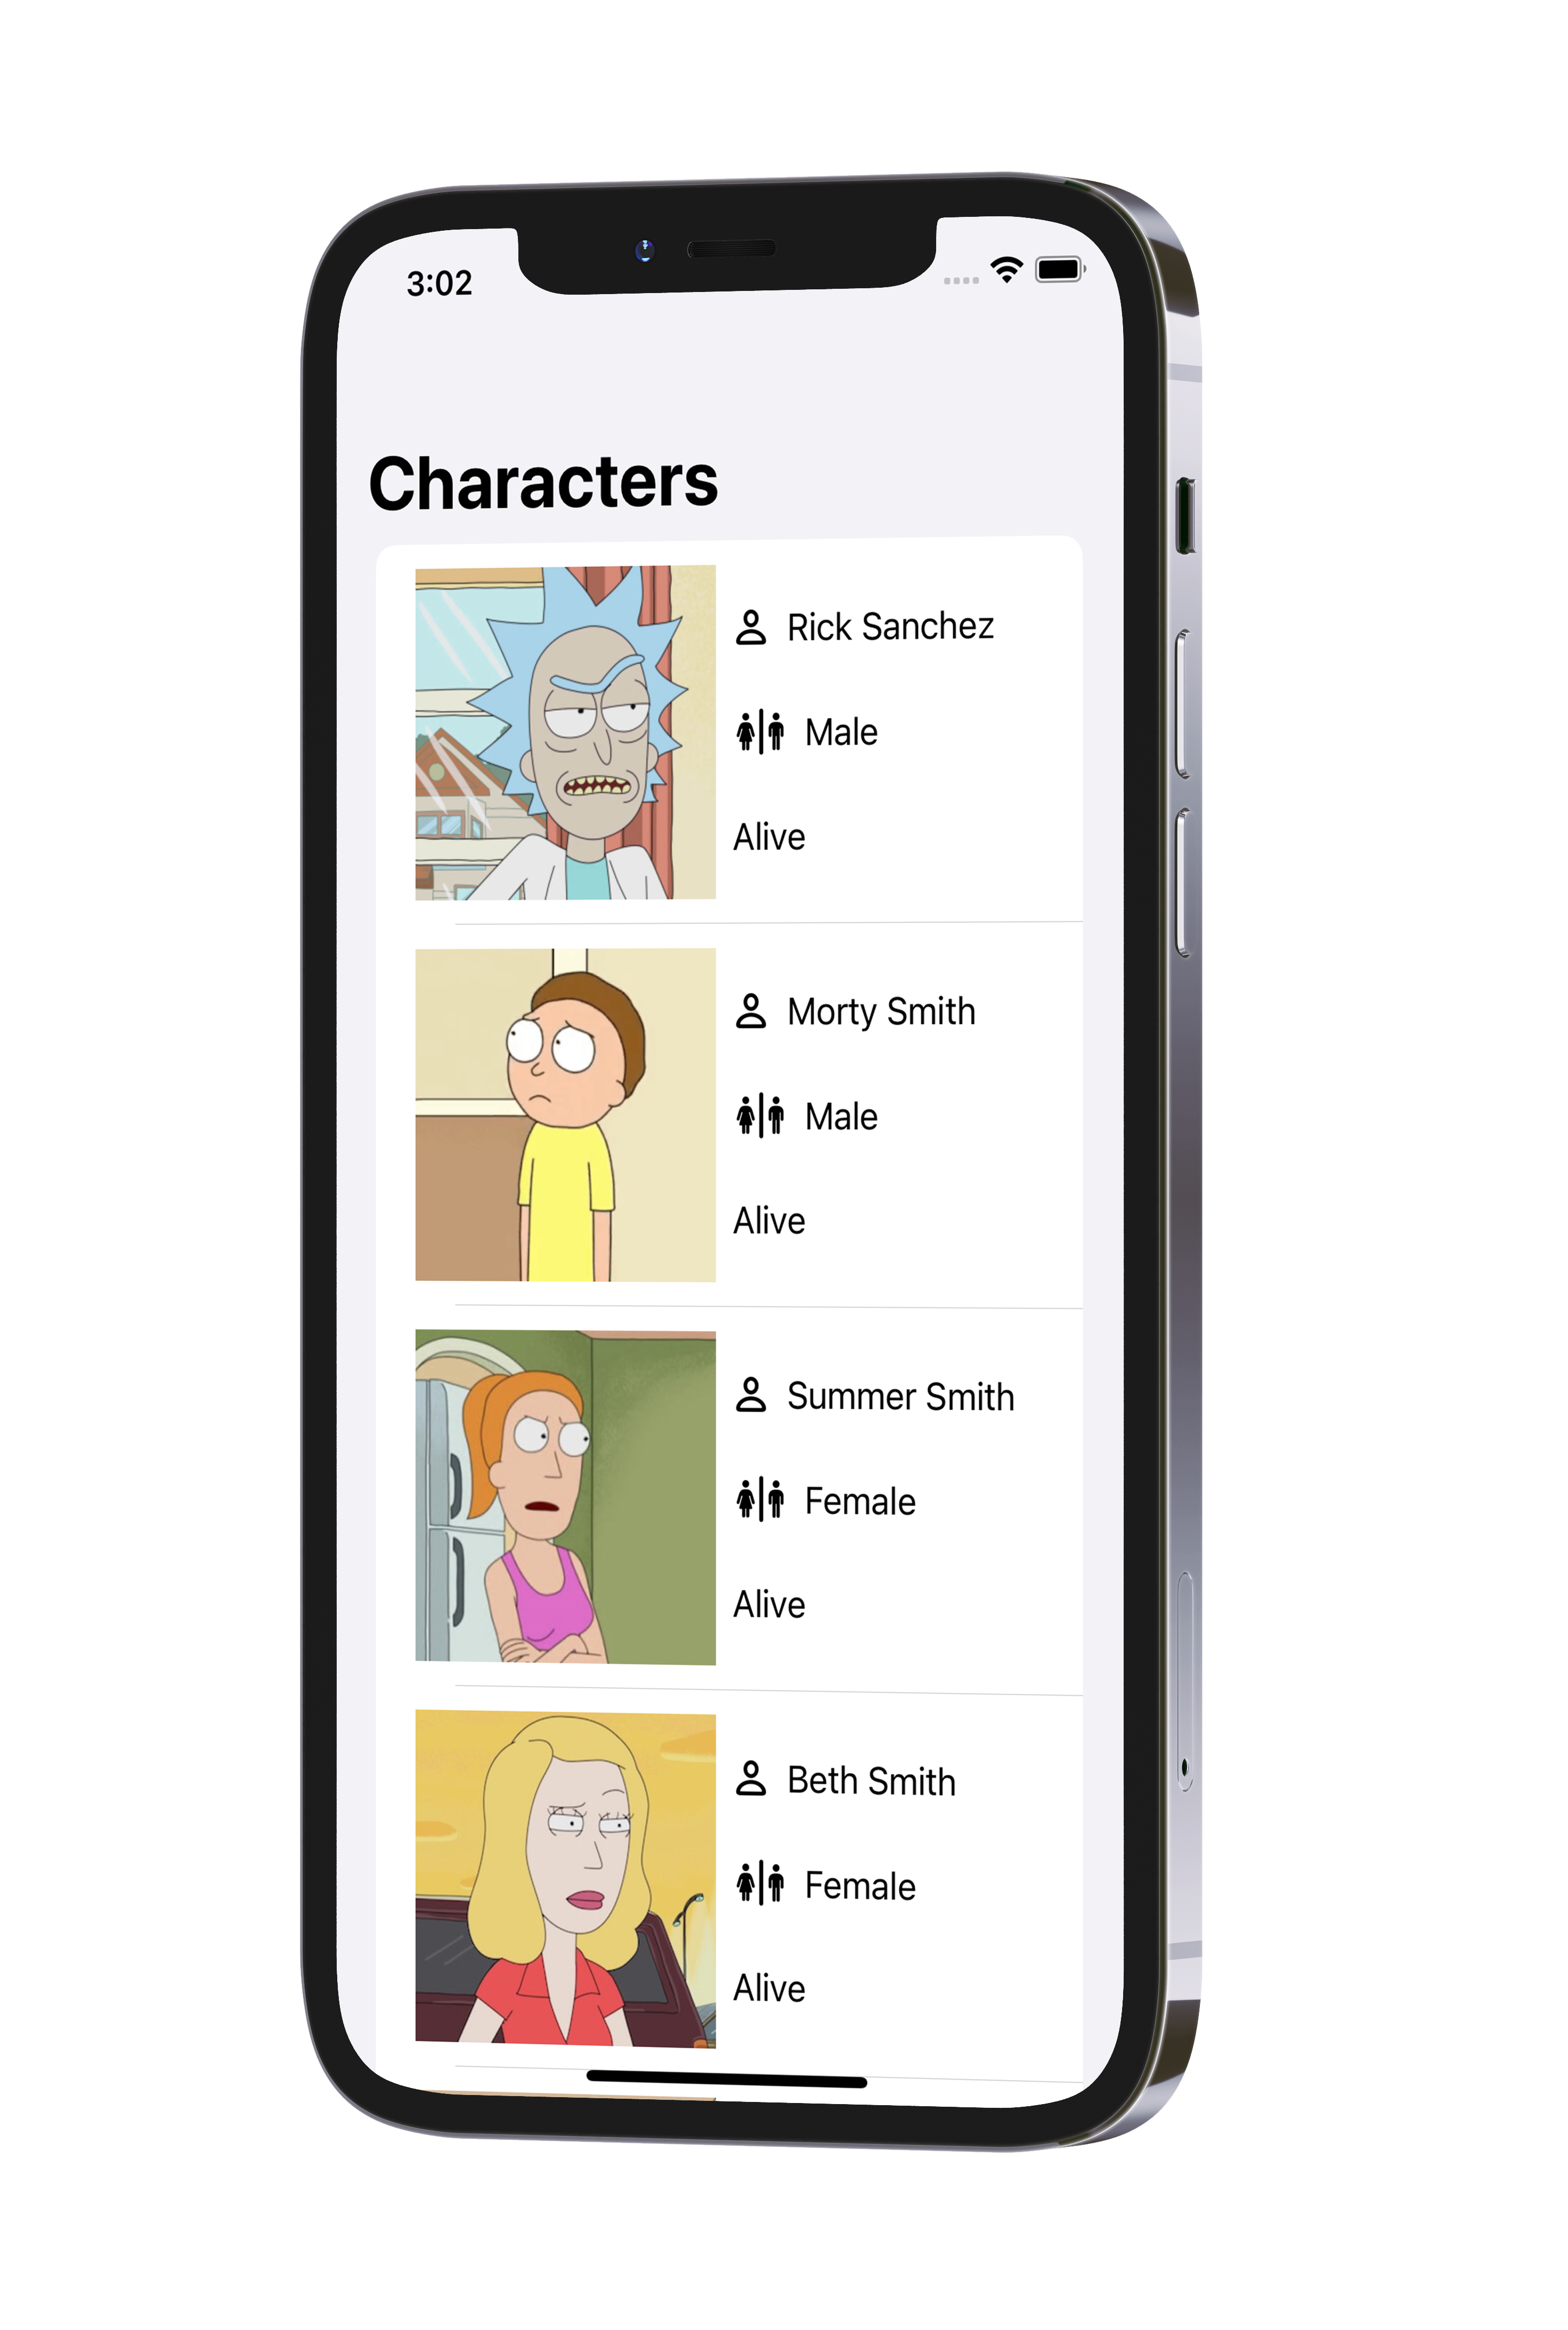 3:02
Characters
Rick Sanchez
Male
Alive
Morty Smith
Male
Alive
Summer Smith
Female
Alive
Beth Smith
Female
Alive